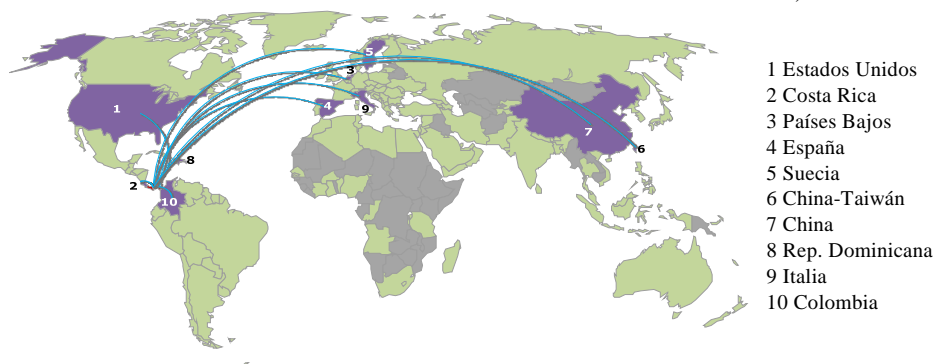 1 Estados Unidos
2 Costa Rica
3 Países Bajos
4 España
5 Suecia
6 China-Taiwán
7 China
8 Rep. Dominicana
9 Italia
10 Colombia
5
3
1
4
9
7
6
8
2
10